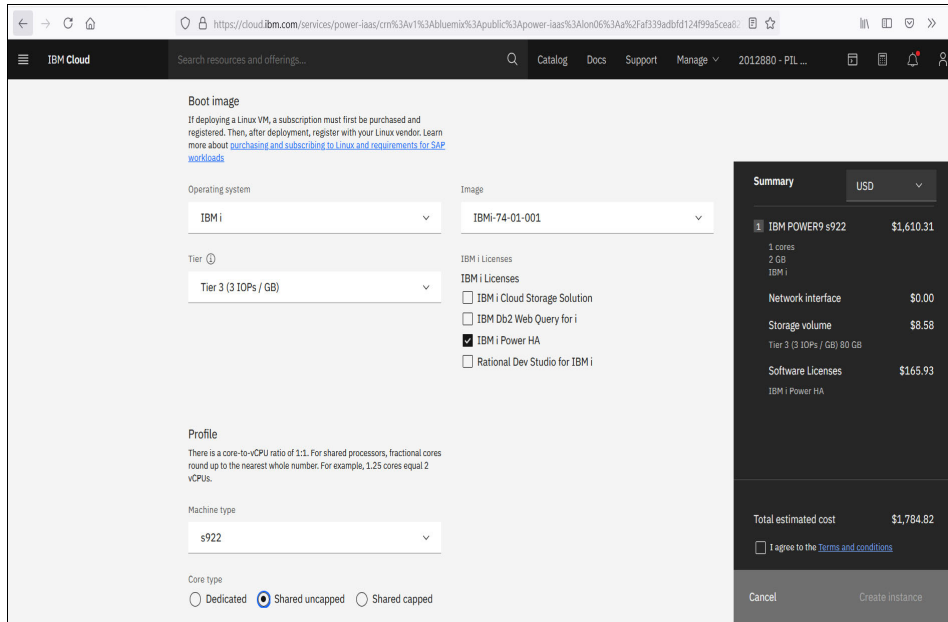 https://cloud.ibm.com/services/power-iaas/crn%3Av1%3Abluemix%3Apublic%3Apower-iaas%3Alon06%3Aa%2Faf339adbfd124f99a5cea82
IBM Cloud
Search resources and offerings...
Catalog
Docs
Support
Manage
2012880 - PIL ...
Boot image
If deploying a Linux VM, a subscription must first be purchased and
registered. Then, after deployment, register with your Linux vendor. Learn
more about purchasing and subscribing to Linux and requirements for SAP
workloads
Operating system
IBM i
Image
IBMi-74-01-001
Tier
Tier 3 (3 IOPs / GB)
IBM i Licenses
IBM i Licenses
IBM i Cloud Storage Solution
IBM Db2 Web Query for i
IBM i Power HA
Rational Dev Studio for IBM i
Profile
There is a core-to-vCPU ratio of 1:1. For shared processors, fractional cores
round up to the nearest whole number. For example, 1.25 cores equal 2
vCPUs.
Machine type
s922
Core type
Dedicated
Shared uncapped
Shared capped
Summary
USD
1 IBM POWER9 s922 $1,610.31
1 cores
2 GB
IBM i
Network interface $0.00
Storage volume $8.58
Tier 3 (3 IOPs / GB) 80 GB
Software Licenses $165.93
IBM i Power HA
Total estimated cost $1,784.82
I agree to the Terms and conditions
Cancel
Create instance